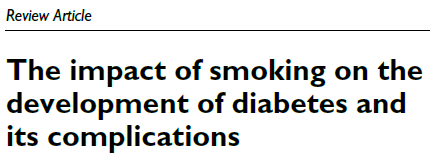 Review Article
The impact of smoking on the
development of diabetes and
its complications